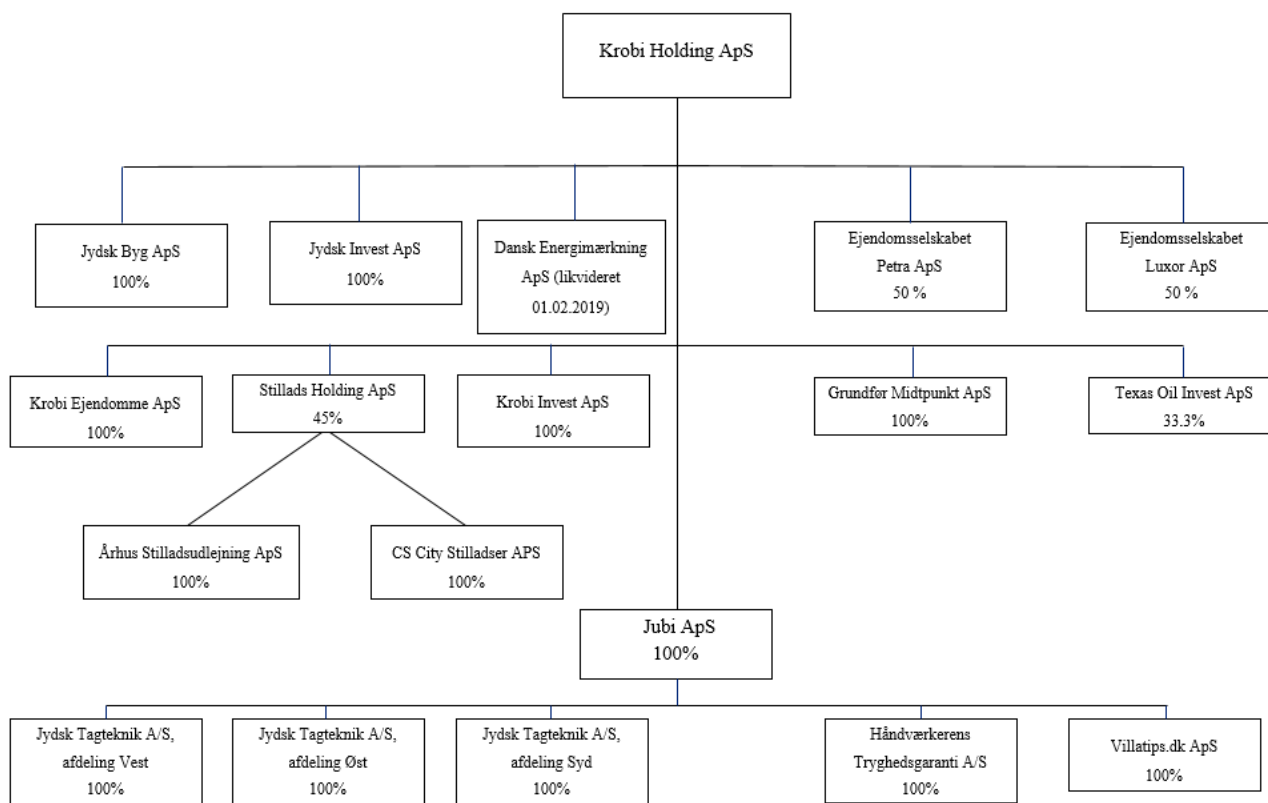 Krobi Holding ApS
Jydsk Byg ApS
100%
Jydsk Invest ApS
100%
Dansk Energimærkning
ApS (likvideret
01.02.2019)
Ejendomsselskabet
Petra ApS
50 %
Ejendomsselskabet
Luxor ApS
50 %
Krobi Ejendomme ApS
100%
Stillads Holding ApS
45%
Krobi Invest ApS
100%
Grundfør Midtpunkt ApS
100%
Texas Oil Invest ApS
33.3%
Århus Stilladsudlejning ApS
100%
CS City Stilladser APS
100%
Jubi ApS
100%
Jydsk Tagteknik A/S,
afdeling Vest
100%
Jydsk Tagteknik A/S,
afdeling Øst
100%
Jydsk Tagteknik A/S,
afdeling Syd
100%
Håndværkerens
Tryghedsgaranti A/S
100%
Villatips.dk ApS
100%